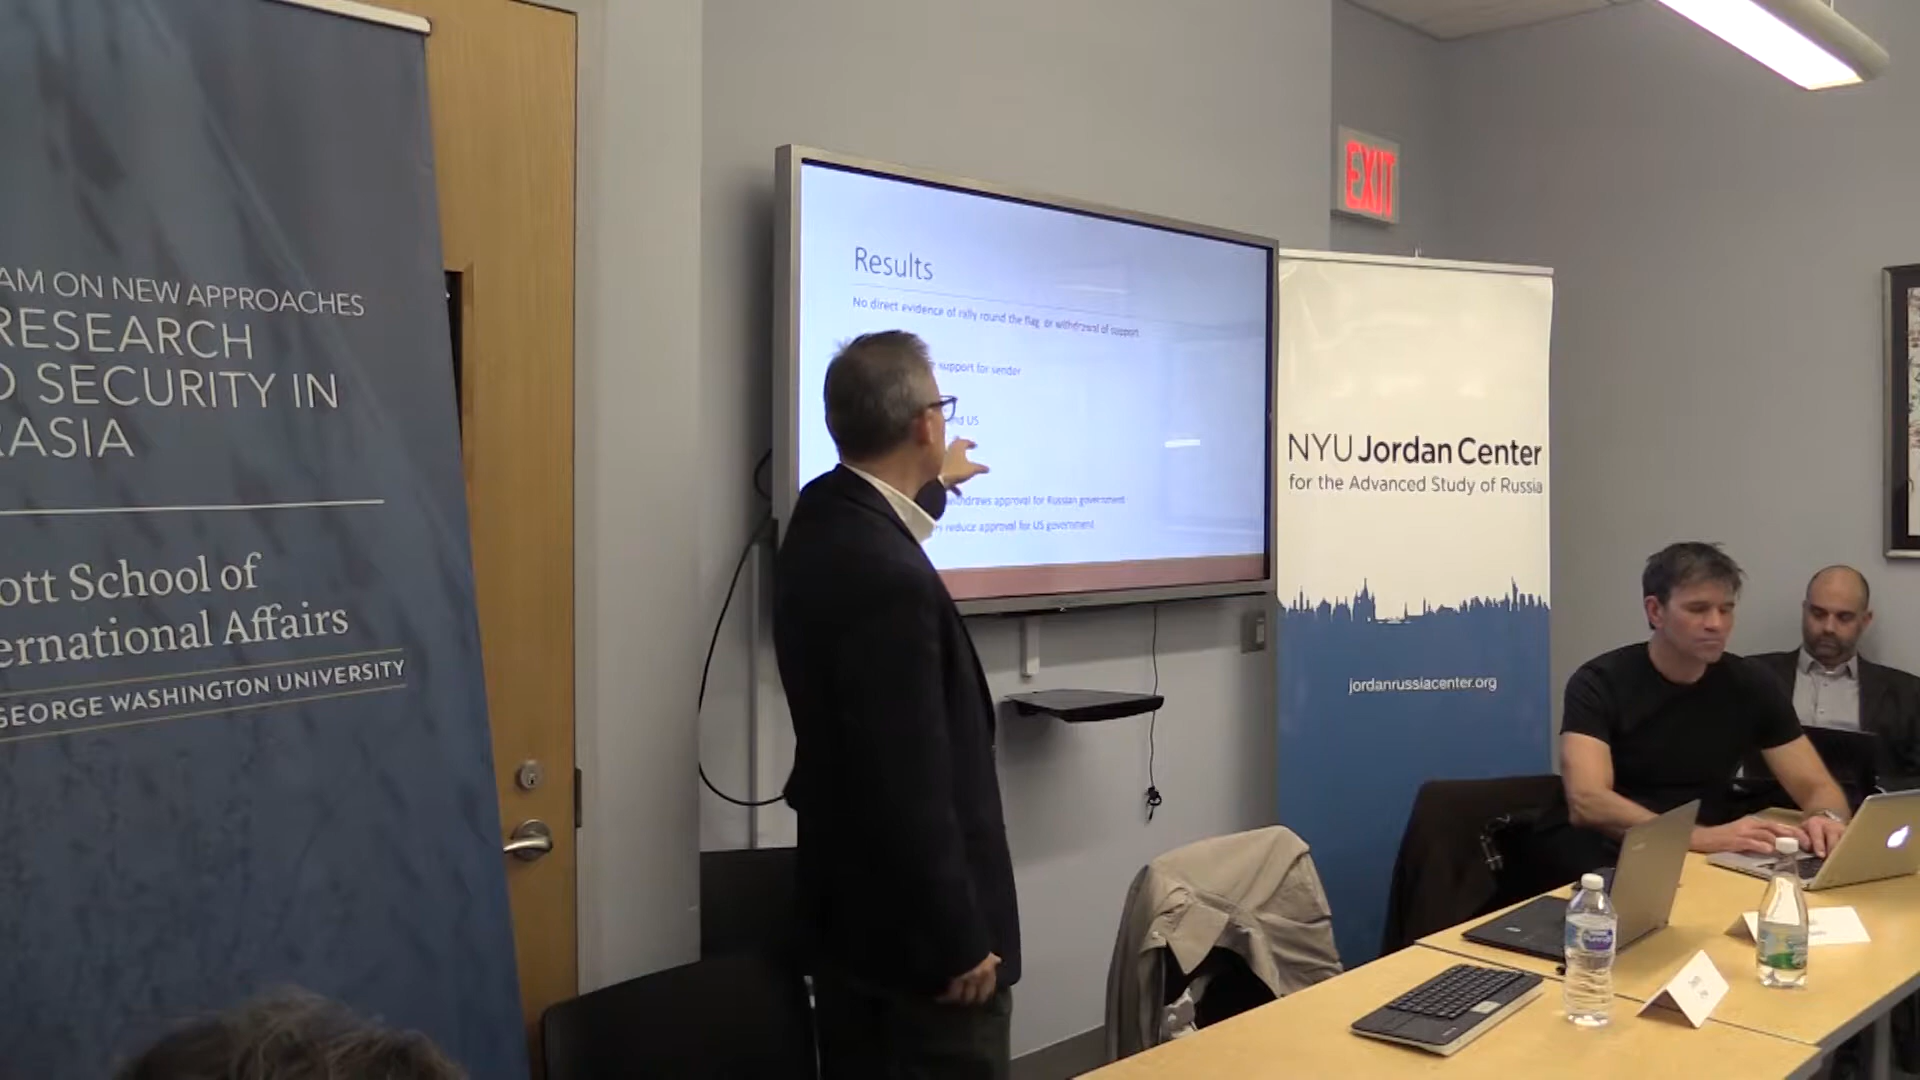 AM ON NEW APPROACHES
RESEARCH
SECURITY IN
RASIA
ott School of
ernational Affairs
GEORGE WASHINGTON UNIVERSITY
Results
No direct evidence of rally round the flag or withdrawal of support
support for sender
nd US
withdraws approval for Russian government
reduce approval for US government
EXIT
NYU Jordan Center
for the Advanced Study of Russia
jordanrussiacenter.org